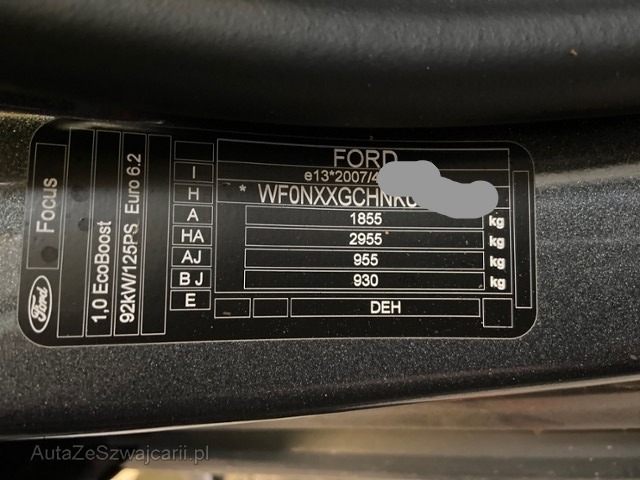 Ford
Focus
1,0 EcoBoost
92kW/125PS Euro 6.2
FORD
I e13*2007/4
H * WF0NXXGCHNK
A 1855 kg
HA 2955 kg
AJ 955 kg
BJ 930 kg
E DEH
AutaZeSzwajcarii.pl